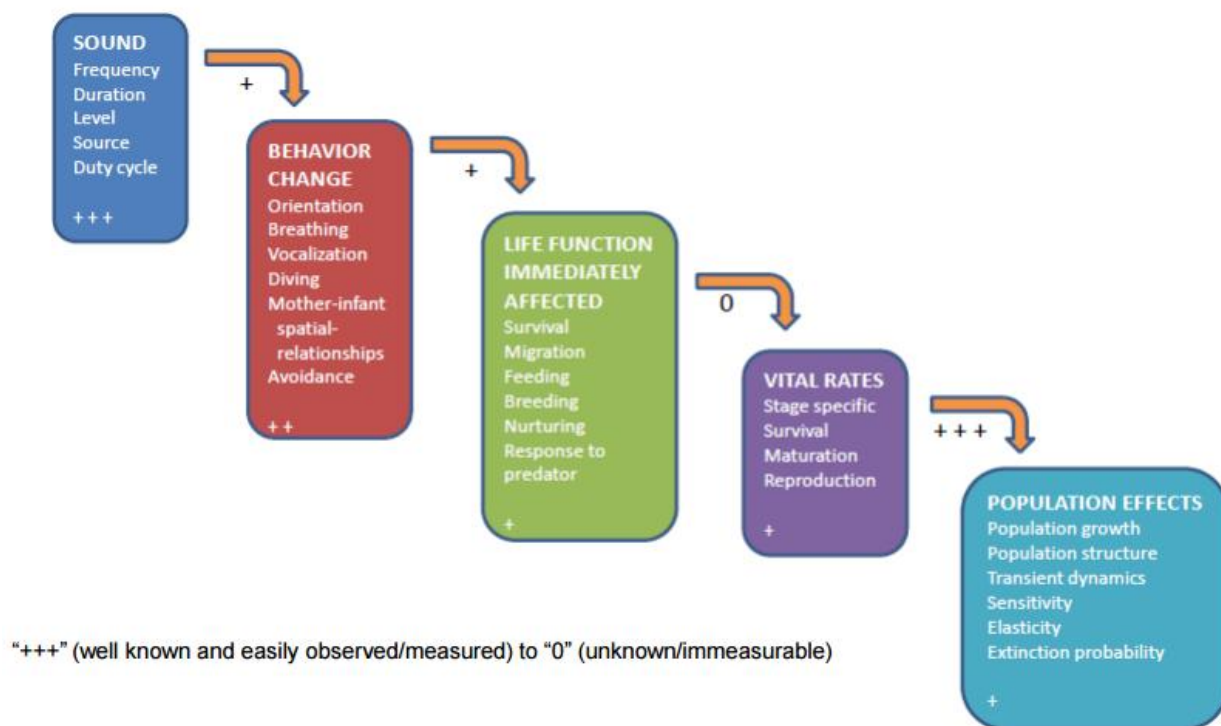 SOUND
Frequency
Duration
Level
Source
Duty cycle
+ + +
+
BEHAVIOR
CHANGE
Orientation
Breathing
Vocalization
Diving
Mother-infant
spatial-
relationships
Avoidance
+ +
+
LIFE FUNCTION
IMMEDIATELY
AFFECTED
Survival
Migration
Feeding
Breeding
Nurturing
Response to
predator
+
0
VITAL RATES
Stage specific
Survival
Maturation
Reproduction
+
+ + +
POPULATION EFFECTS
Population growth
Population structure
Transient dynamics
Sensitivity
Elasticity
Extinction probability
+
“+++” (well known and easily observed/measured) to “0” (unknown/immeasurable)